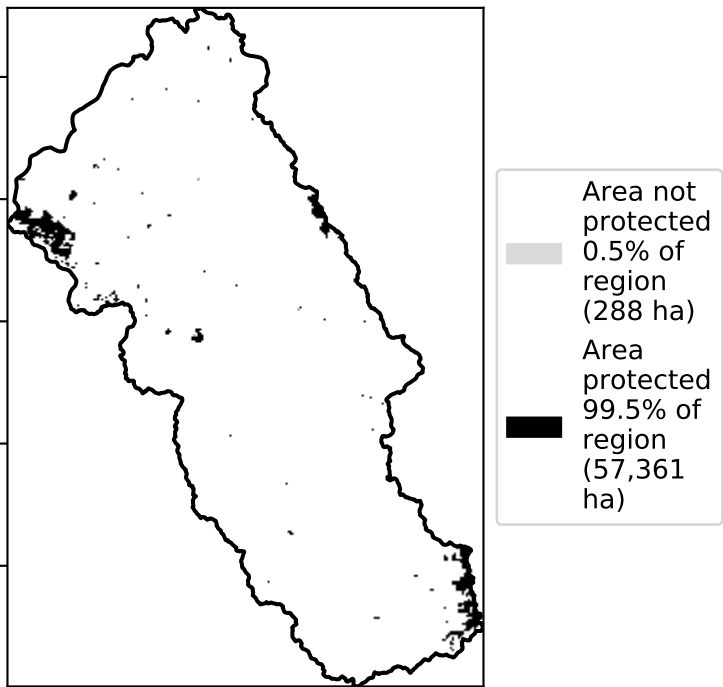 Area not
protected
0.5% of
region
(288 ha)
Area
protected
99.5% of
region
(57,361
ha)